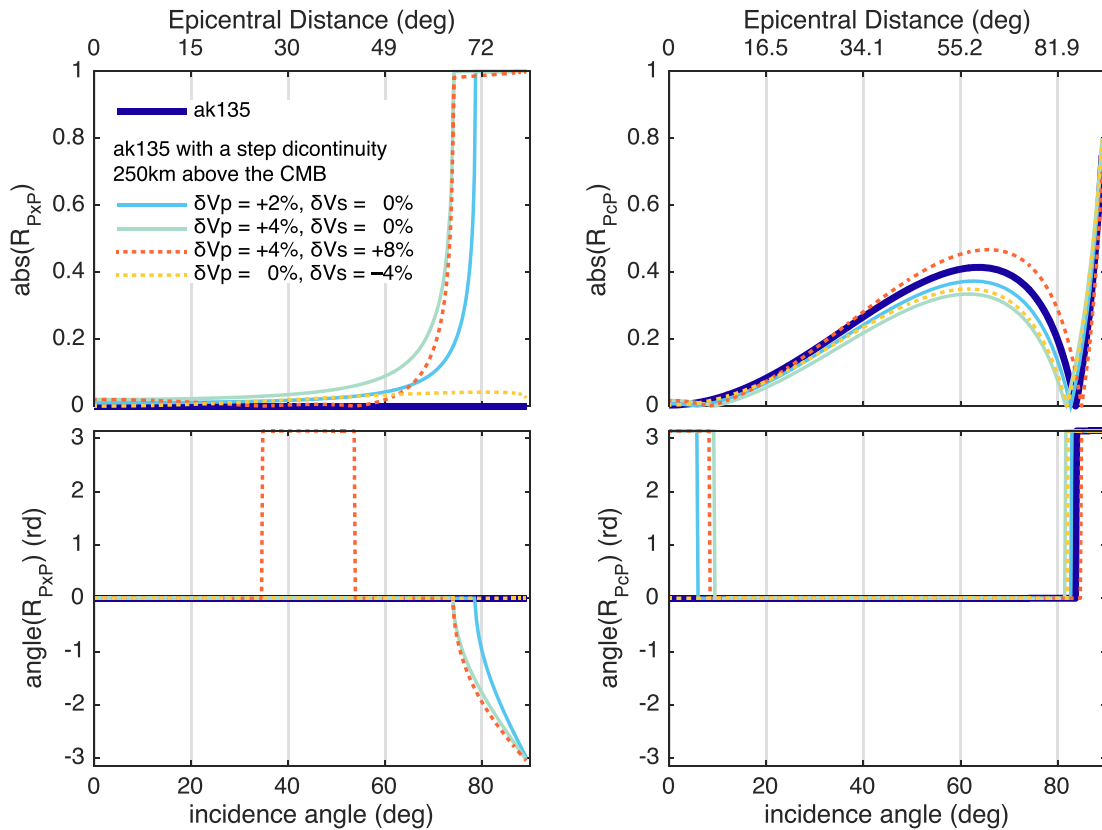 Epicentral Distance (deg)
0 15 30 49 72
abs(R_PxP)
1
0.8
0.6
0.4
0.2
0
ak135
ak135 with a step dicontinuity
250km above the CMB
δVp = +2%, δVs = 0%
δVp = +4%, δVs = 0%
δVp = +4%, δVs = +8%
δVp = 0%, δVs = −4%
Epicentral Distance (deg)
0 16.5 34.1 55.2 81.9
abs(R_PcP)
1
0.8
0.6
0.4
0.2
0
angle(R_PxP) (rd)
3
2
1
0
-1
-2
-3
0 20 40 60 80
incidence angle (deg)
angle(R_PcP) (rd)
3
2
1
0
-1
-2
-3
0 20 40 60 80
incidence angle (deg)